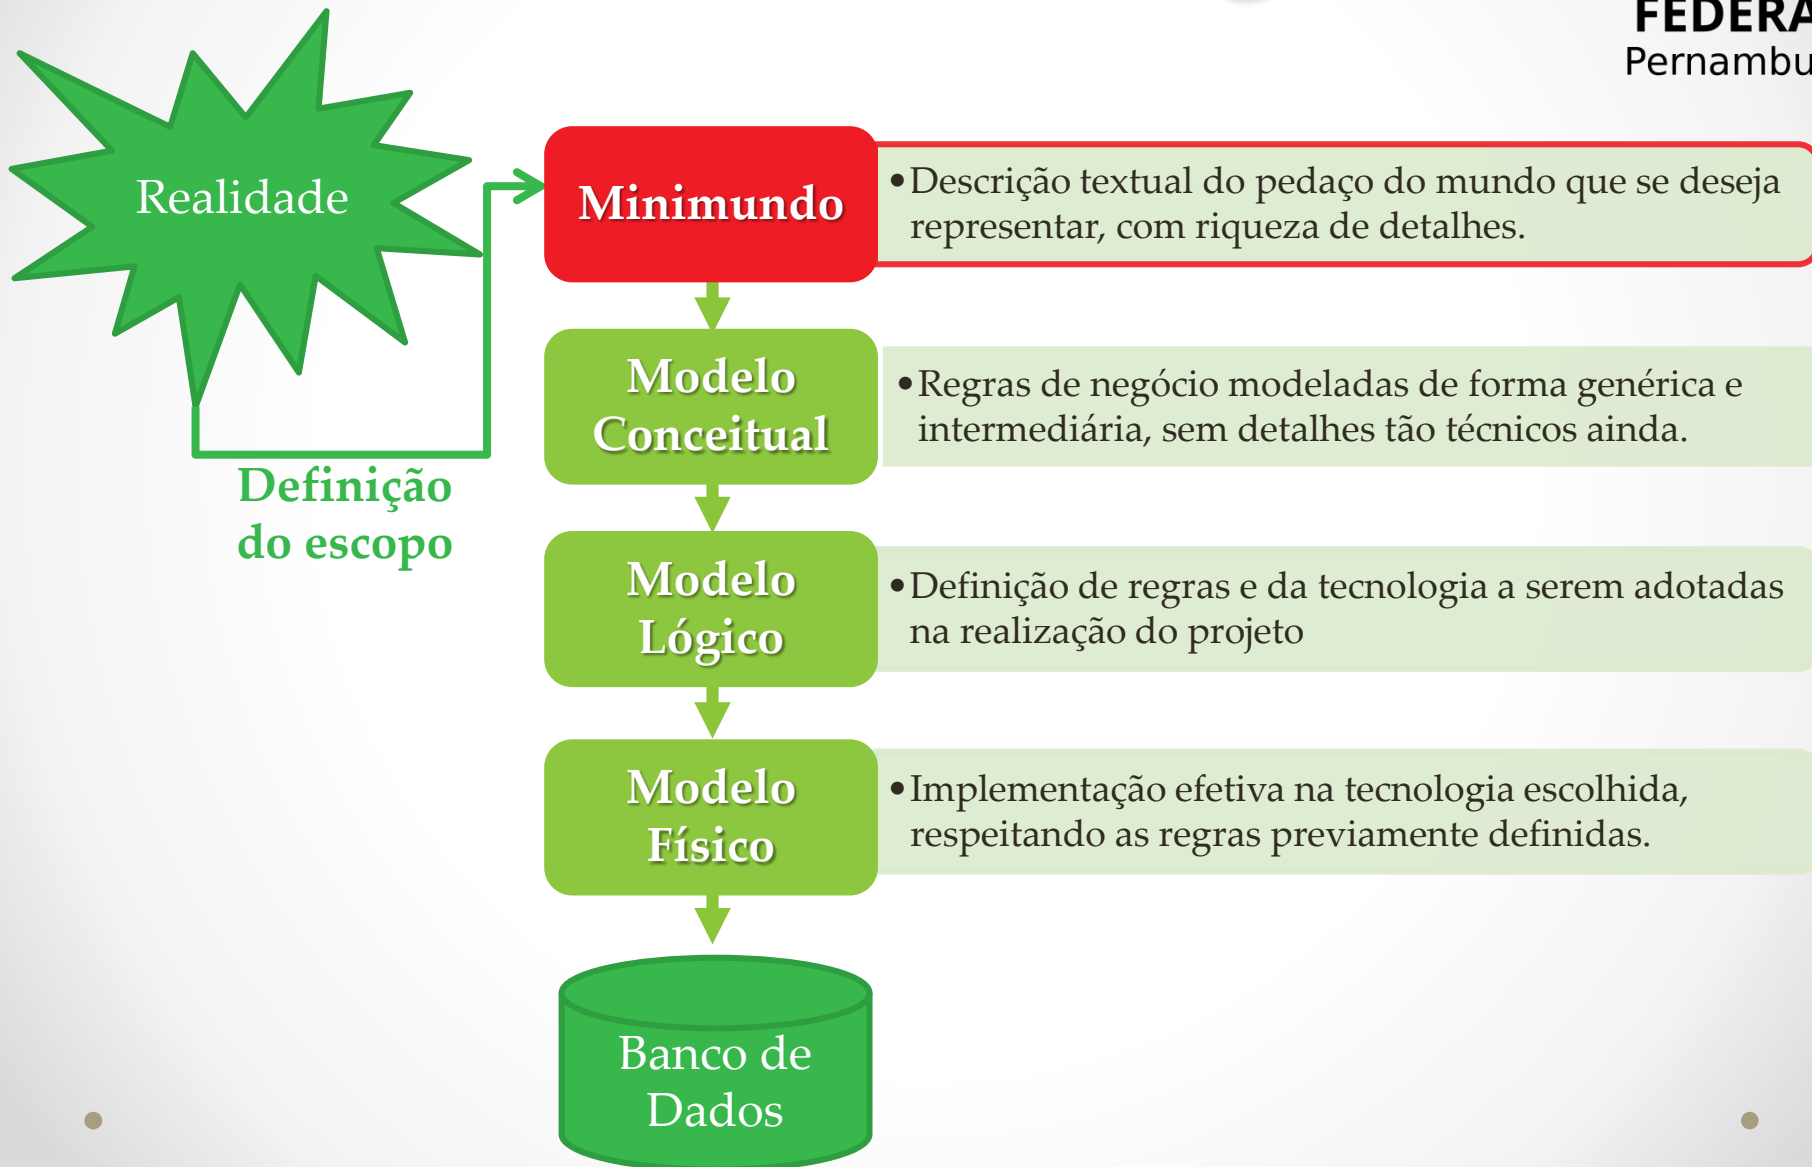 FEDERA
Pernambu
Realidade
Minimundo
•Descrição textual do pedaço do mundo que se deseja
representar, com riqueza de detalhes.
Modelo
Conceitual
•Regras de negócio modeladas de forma genérica e
intermediária, sem detalhes tão técnicos ainda.
Definição
do escopo
Modelo
Lógico
•Definição de regras e da tecnologia a serem adotadas
na realização do projeto
Modelo
Físico
•Implementação efetiva na tecnologia escolhida,
respeitando as regras previamente definidas.
Banco de
Dados